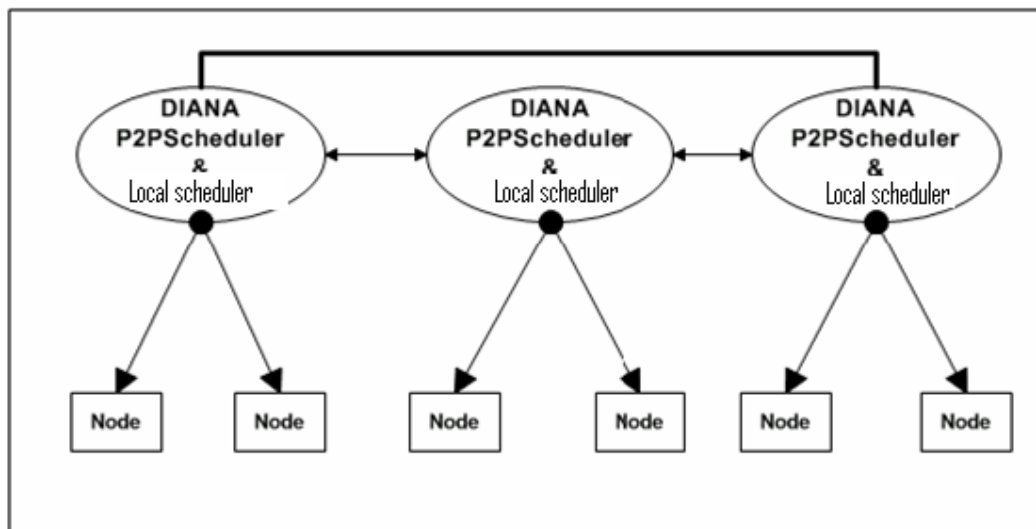 DIANA
P2PScheduler
&
Local scheduler
DIANA
P2PScheduler
&
Local scheduler
DIANA
P2PScheduler
&
Local scheduler
Node
Node
Node
Node
Node
Node